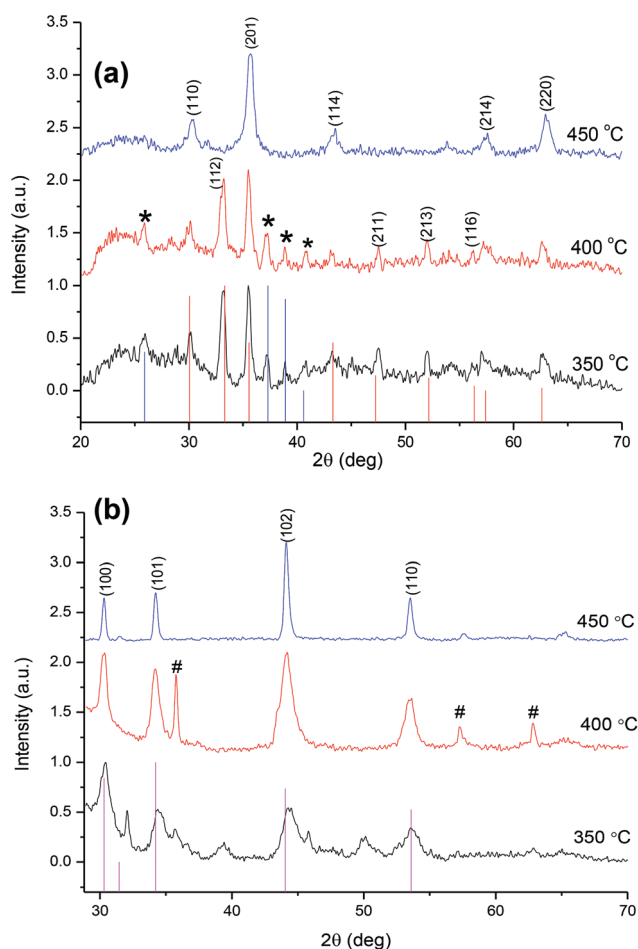 (a)
(110)
(201)
(114)
(214)
(220)
450 °C
(112)
*
*
*
*
(211)
(213)
(116)
400 °C
350 °C
Intensity (a.u.)
3.5
3.0
2.5
2.0
1.5
1.0
0.5
0.0
20 30 40 50 60 70
2θ (deg)
(b)
(100)
(101)
(102)
(110)
450 °C
#
#
#
400 °C
350 °C
Intensity (a.u.)
3.5
3.0
2.5
2.0
1.5
1.0
0.5
0.0
30 40 50 60 70
2θ (deg)